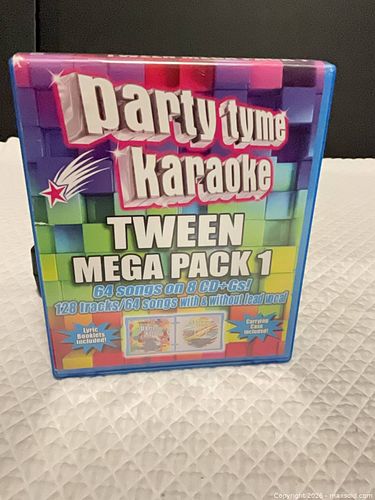 TWEEN
party tyme
karaoke
TWEEN
MEGA PACK 1
64 songs on 8 CD+Gs!
128 tracks/64 songs with & without lead vocal
Lyric
Booklets
Included!
Carrying
Case
Included!
Copyright 2026 - maxsold.com